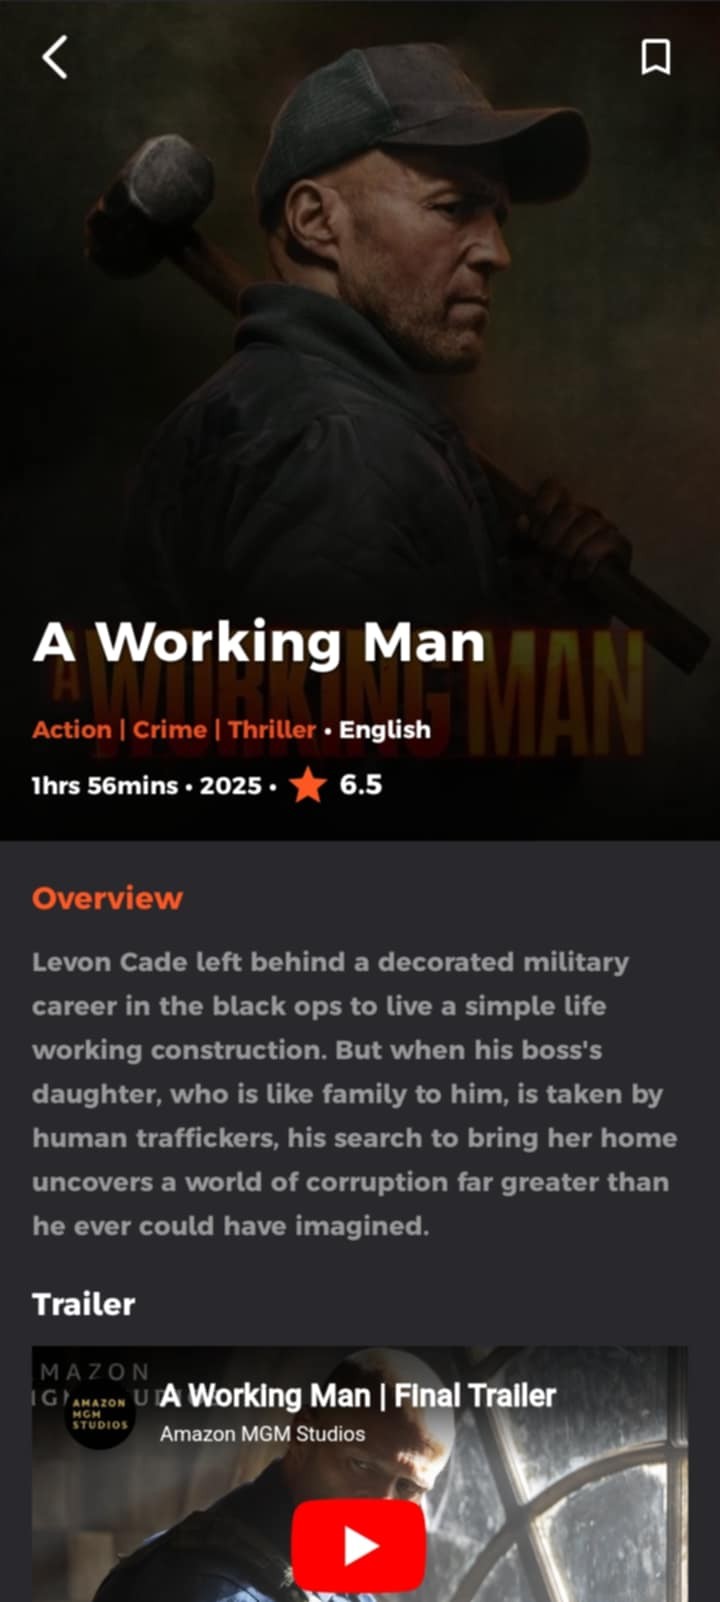 A Working Man
A WORKING MAN
Action | Crime | Thriller • English
1hrs 56mins • 2025 • 6.5
Overview
Levon Cade left behind a decorated military
career in the black ops to live a simple life
working construction. But when his boss's
daughter, who is like family to him, is taken by
human traffickers, his search to bring her home
uncovers a world of corruption far greater than
he ever could have imagined.
Trailer
MAZON
AMAZON
MGM
STUDIOS
A Working Man | Final Trailer
Amazon MGM Studios